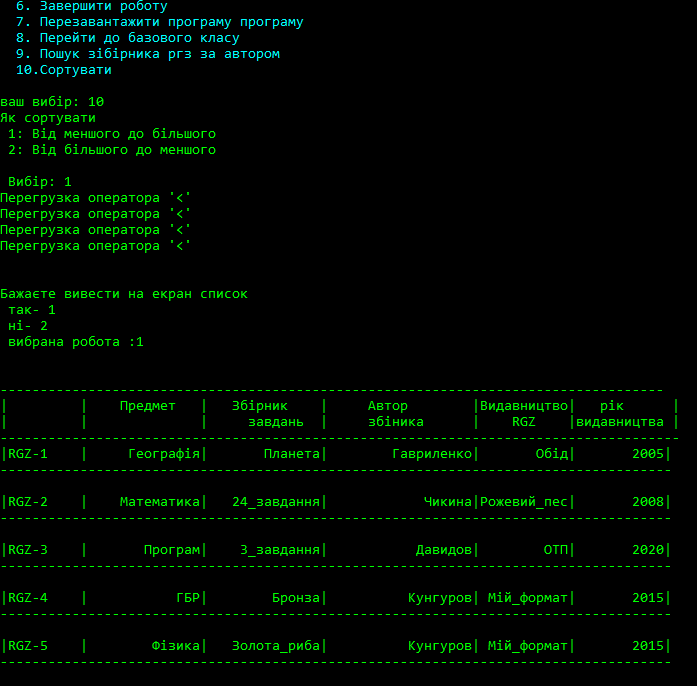 6. Завершити роботу
7. Перезавантажити програму програму
8. Перейти до базового класу
9. Пошук зібірника ргз за автором
10.Сортувати
ваш вибір: 10
Як сортувати
1: Від меншого до більшого
2: Від більшого до меншого
Вибір: 1
Перегрузка оператора '<'
Перегрузка оператора '<'
Перегрузка оператора '<'
Перегрузка оператора '<'
Бажаєте вивести на екран список
так- 1
ні- 2
вибрана робота :1
-----------------------------------------------------------------------------------
| | Предмет | Збірник | Автор |Видавництво| рік |
| | | завдань | збіника | RGZ |видавництва |
-------------------------------------------------------------------------------------
|RGZ-1 | Географія| Планета| Гавриленко| Обід| 2005|
------------------------------------------------------------------------------------
|RGZ-2 | Математика| 24_завдання| Чикина|Рожевий_пес| 2008|
------------------------------------------------------------------------------------
|RGZ-3 | Програм| 3_завдання| Давидов| ОТП| 2020|
------------------------------------------------------------------------------------
|RGZ-4 | ГБР| Бронза| Кунгуров| Мій_формат| 2015|
------------------------------------------------------------------------------------
|RGZ-5 | Фізика| Золота_риба| Кунгуров| Мій_формат| 2015|
------------------------------------------------------------------------------------